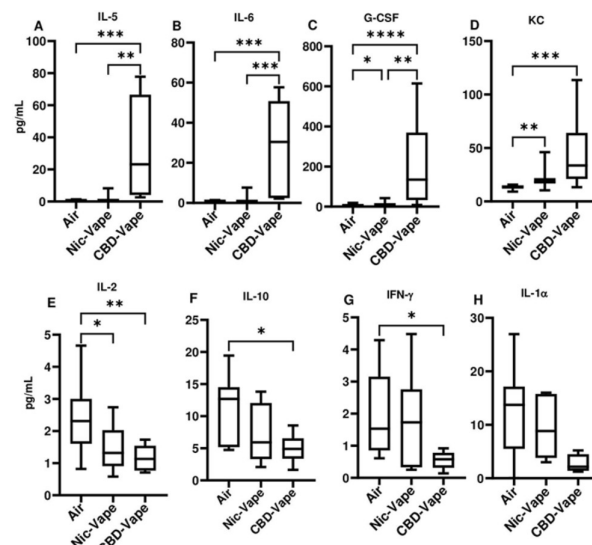 A IL-5
***
**
pg/mL
100
80
60
40
20
0
Air
Nic-Vape
CBD-Vape
B IL-6
***
***
80
60
40
20
0
Air
Nic-Vape
CBD-Vape
C G-CSF
****
* **
800
600
400
200
0
Air
Nic-Vape
CBD-Vape
D KC
***
**
150
100
50
0
Air
Nic-Vape
CBD-Vape
E IL-2
**
*
pg/mL
5
4
3
2
1
0
Air
Nic-Vape
CBD-Vape
F IL-10
*
25
20
15
10
5
0
Air
Nic-Vape
CBD-Vape
G IFN-γ
*
5
4
3
2
1
0
Air
Nic-Vape
CBD-Vape
H IL-1α
30
20
10
0
Air
Nic-Vape
CBD-Vape